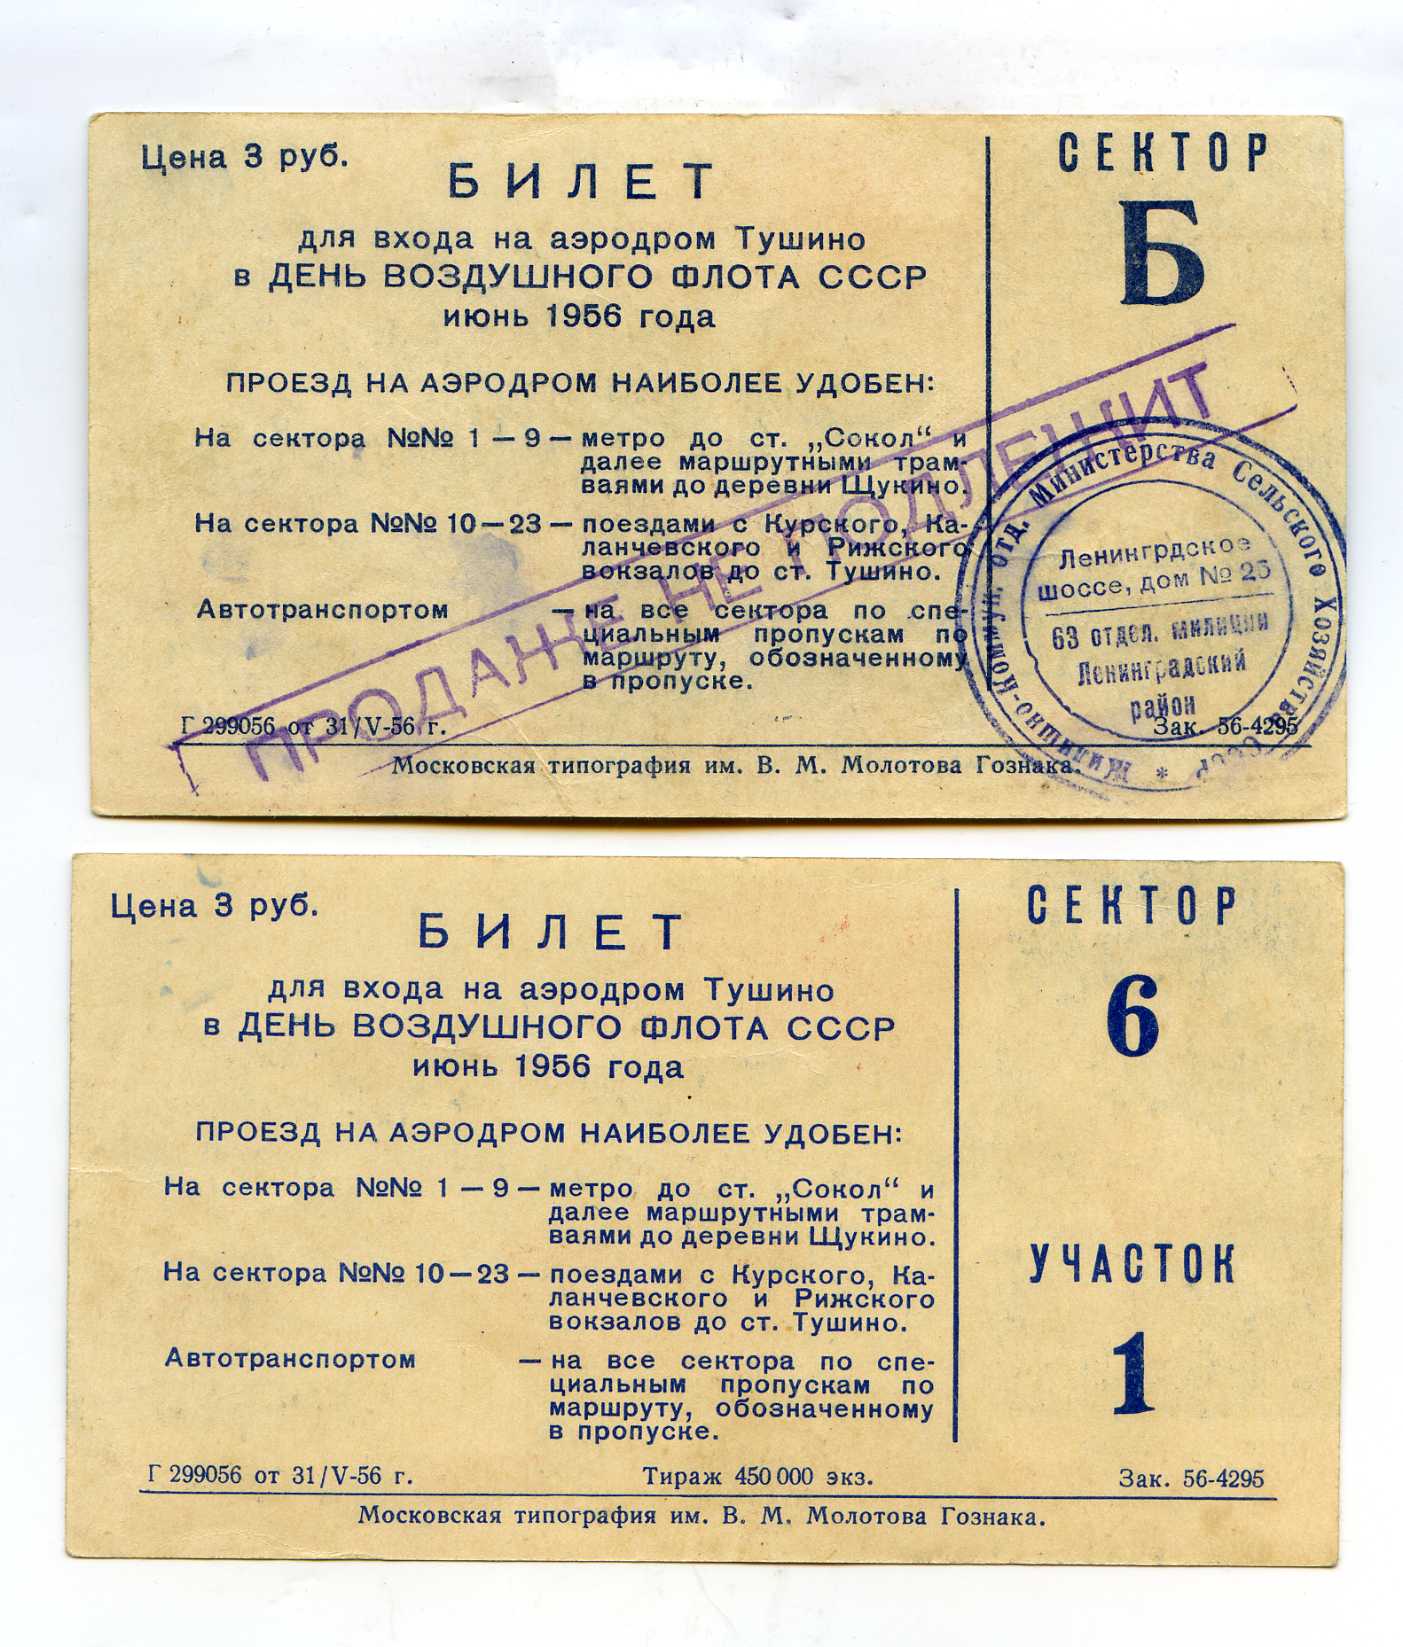 Цена 3 руб.
БИЛЕТ
для входа на аэродром Тушино
в ДЕНЬ ВОЗДУШНОГО ФЛОТА СССР
июнь 1956 года
ПРОЕЗД НА АЭРОДРОМ НАИБОЛЕЕ УДОБЕН:
На сектора №№ 1 — 9 — метро до ст. „Сокол“ и
далее маршрутными трам-
ваями до деревни Щукино.
На сектора №№ 10 — 23 — поездами с Курского, Ка-
ланчевского и Рижского
вокзалов до ст. Тушино.
Автотранспортом — на все сектора по спе-
циальным пропускам по
маршруту, обозначенному
в пропуске.
Г 299056 от 31/V-56 г. Зак. 56-4295
Московская типография им. В. М. Молотова Гознака.
СЕКТОР
Б
ПРОДАЖЕ НЕ ПОДЛЕЖИТ
Жилищно-Коммун. отд. Министерства Сельского Хозяйства СССР *
Ленингрдское
шоссе, дом № 25
63 отдел. милиции
Ленинградский
район
Цена 3 руб.
БИЛЕТ
для входа на аэродром Тушино
в ДЕНЬ ВОЗДУШНОГО ФЛОТА СССР
июнь 1956 года
ПРОЕЗД НА АЭРОДРОМ НАИБОЛЕЕ УДОБЕН:
На сектора №№ 1 — 9 — метро до ст. „Сокол“ и
далее маршрутными трам-
ваями до деревни Щукино.
На сектора №№ 10 — 23 — поездами с Курского, Ка-
ланчевского и Рижского
вокзалов до ст. Тушино.
Автотранспортом — на все сектора по спе-
циальным пропускам по
маршруту, обозначенному
в пропуске.
Г 299056 от 31/V-56 г. Тираж 450 000 экз. Зак. 56-4295
Московская типография им. В. М. Молотова Гознака.
СЕКТОР
6
УЧАСТОК
1